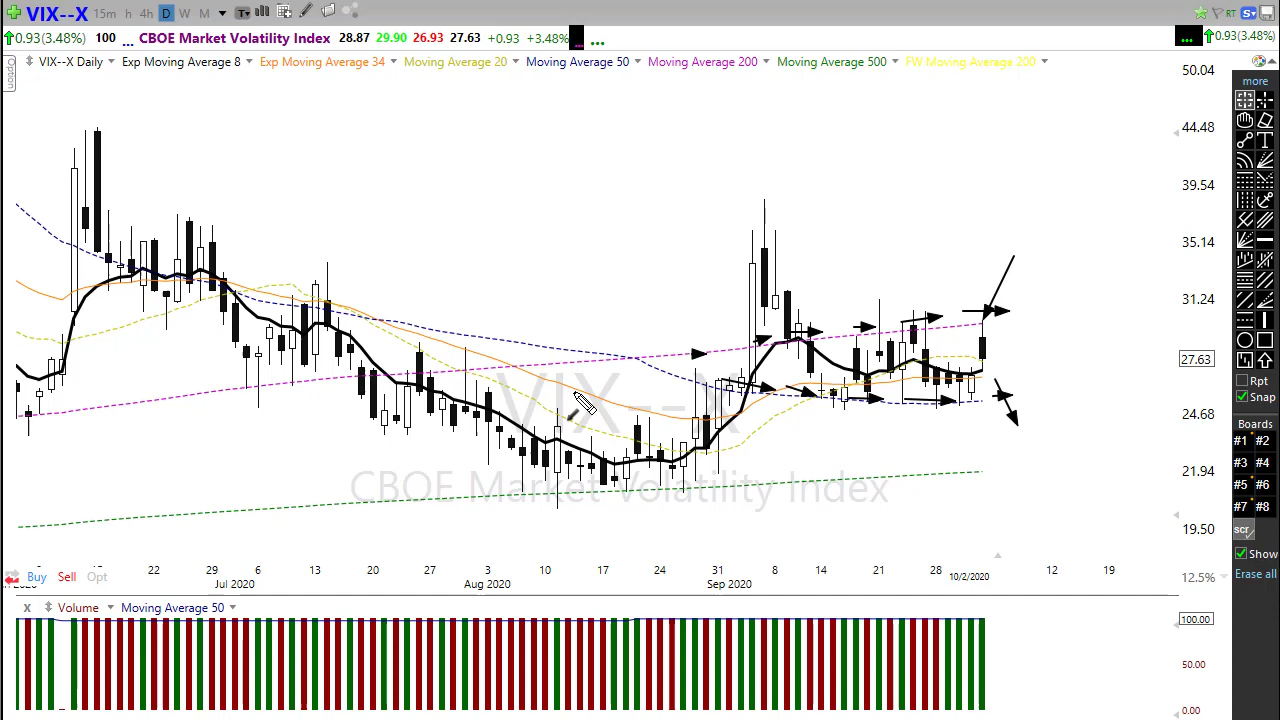 VIX--X 15m h 4h D W M T RT S
0.93(3.48%) 100 ... CBOE Market Volatility Index 28.87 29.90 26.93 27.63 +0.93 +3.48% ... ... 0.93(3.48%)
Option
VIX--X Daily Exp Moving Average 8 Exp Moving Average 34 Moving Average 20 Moving Average 50 Moving Average 200 Moving Average 500 FW Moving Average 200
50.04
44.48
39.54
35.14
31.24
27.63
24.68
21.94
19.50
12.5%
VIX--X
CBOE Market Volatility Index
22 29 6 13 20 27 3 10 17 24 31 8 14 21 28 10/2/2020 12 19
Jul 2020 Aug 2020 Sep 2020
Buy Sell Opt
x Volume Moving Average 50
100.00
50.00
0.00
more
T
Rpt
Snap
Boards
#1 #2
#3 #4
#5 #6
#7 #8
scr
Show
Erase all